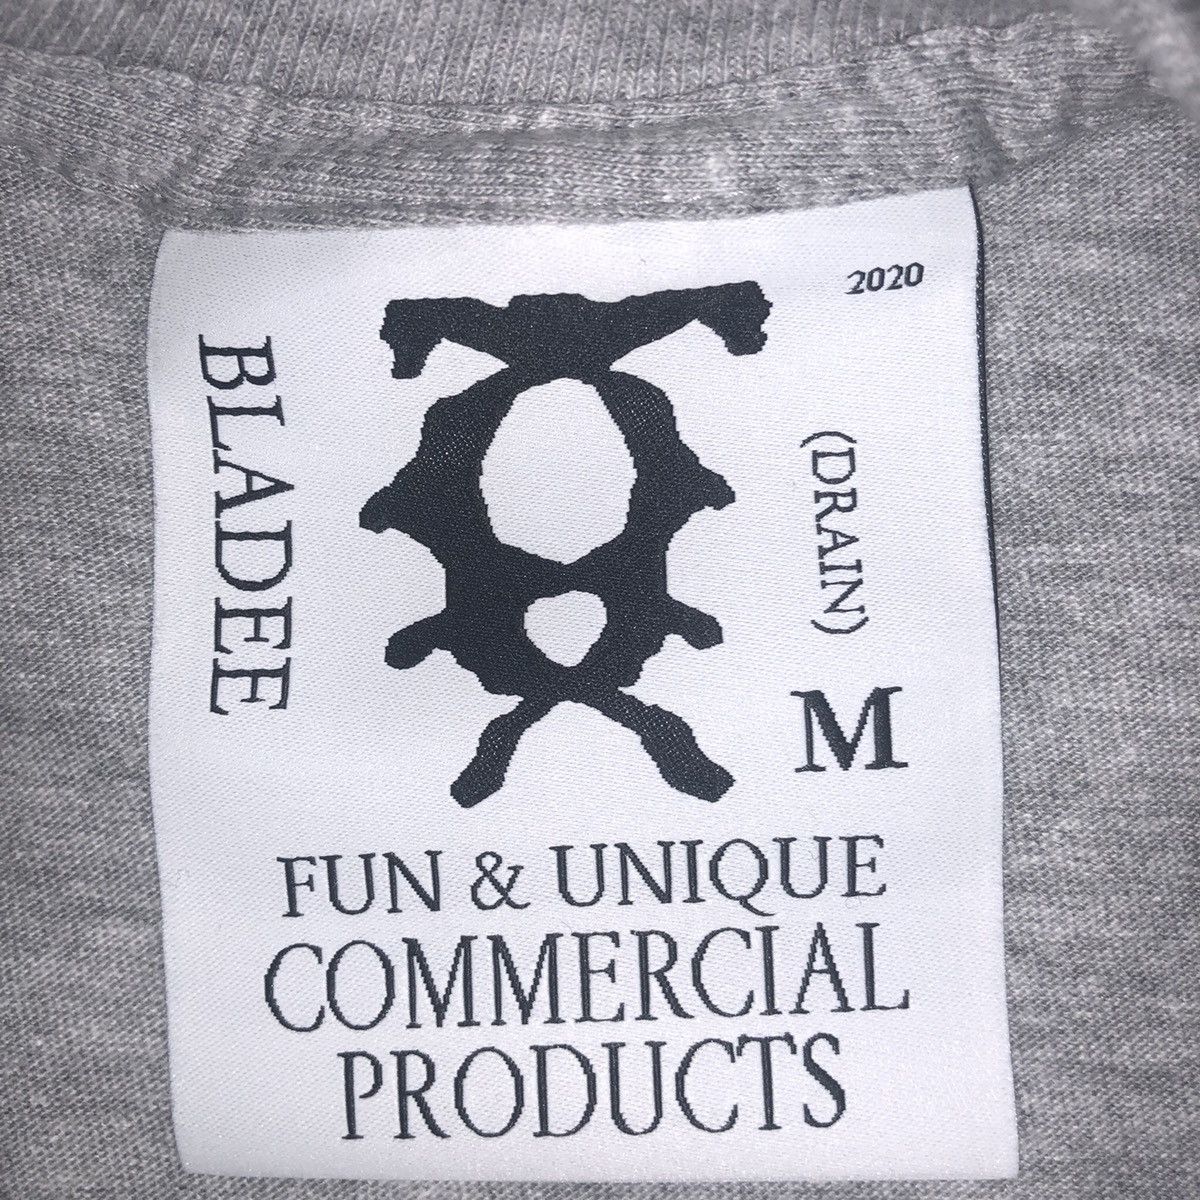 2020
BLADEE
(DRAIN)
M
FUN & UNIQUE
COMMERCIAL
PRODUCTS